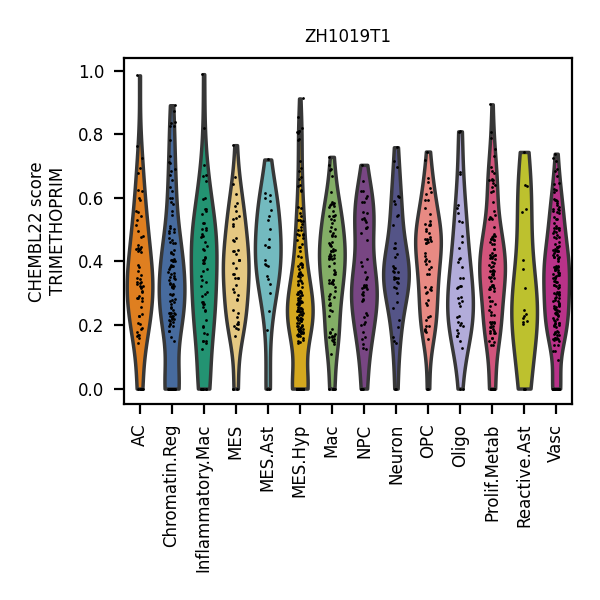 ZH1019T1
CHEMBL22 score
TRIMETHOPRIM
1.0
0.8
0.6
0.4
0.2
0.0
AC
Chromatin.Reg
Inflammatory.Mac
MES
MES.Ast
MES.Hyp
Mac
NPC
Neuron
OPC
Oligo
Prolif.Metab
Reactive.Ast
Vasc